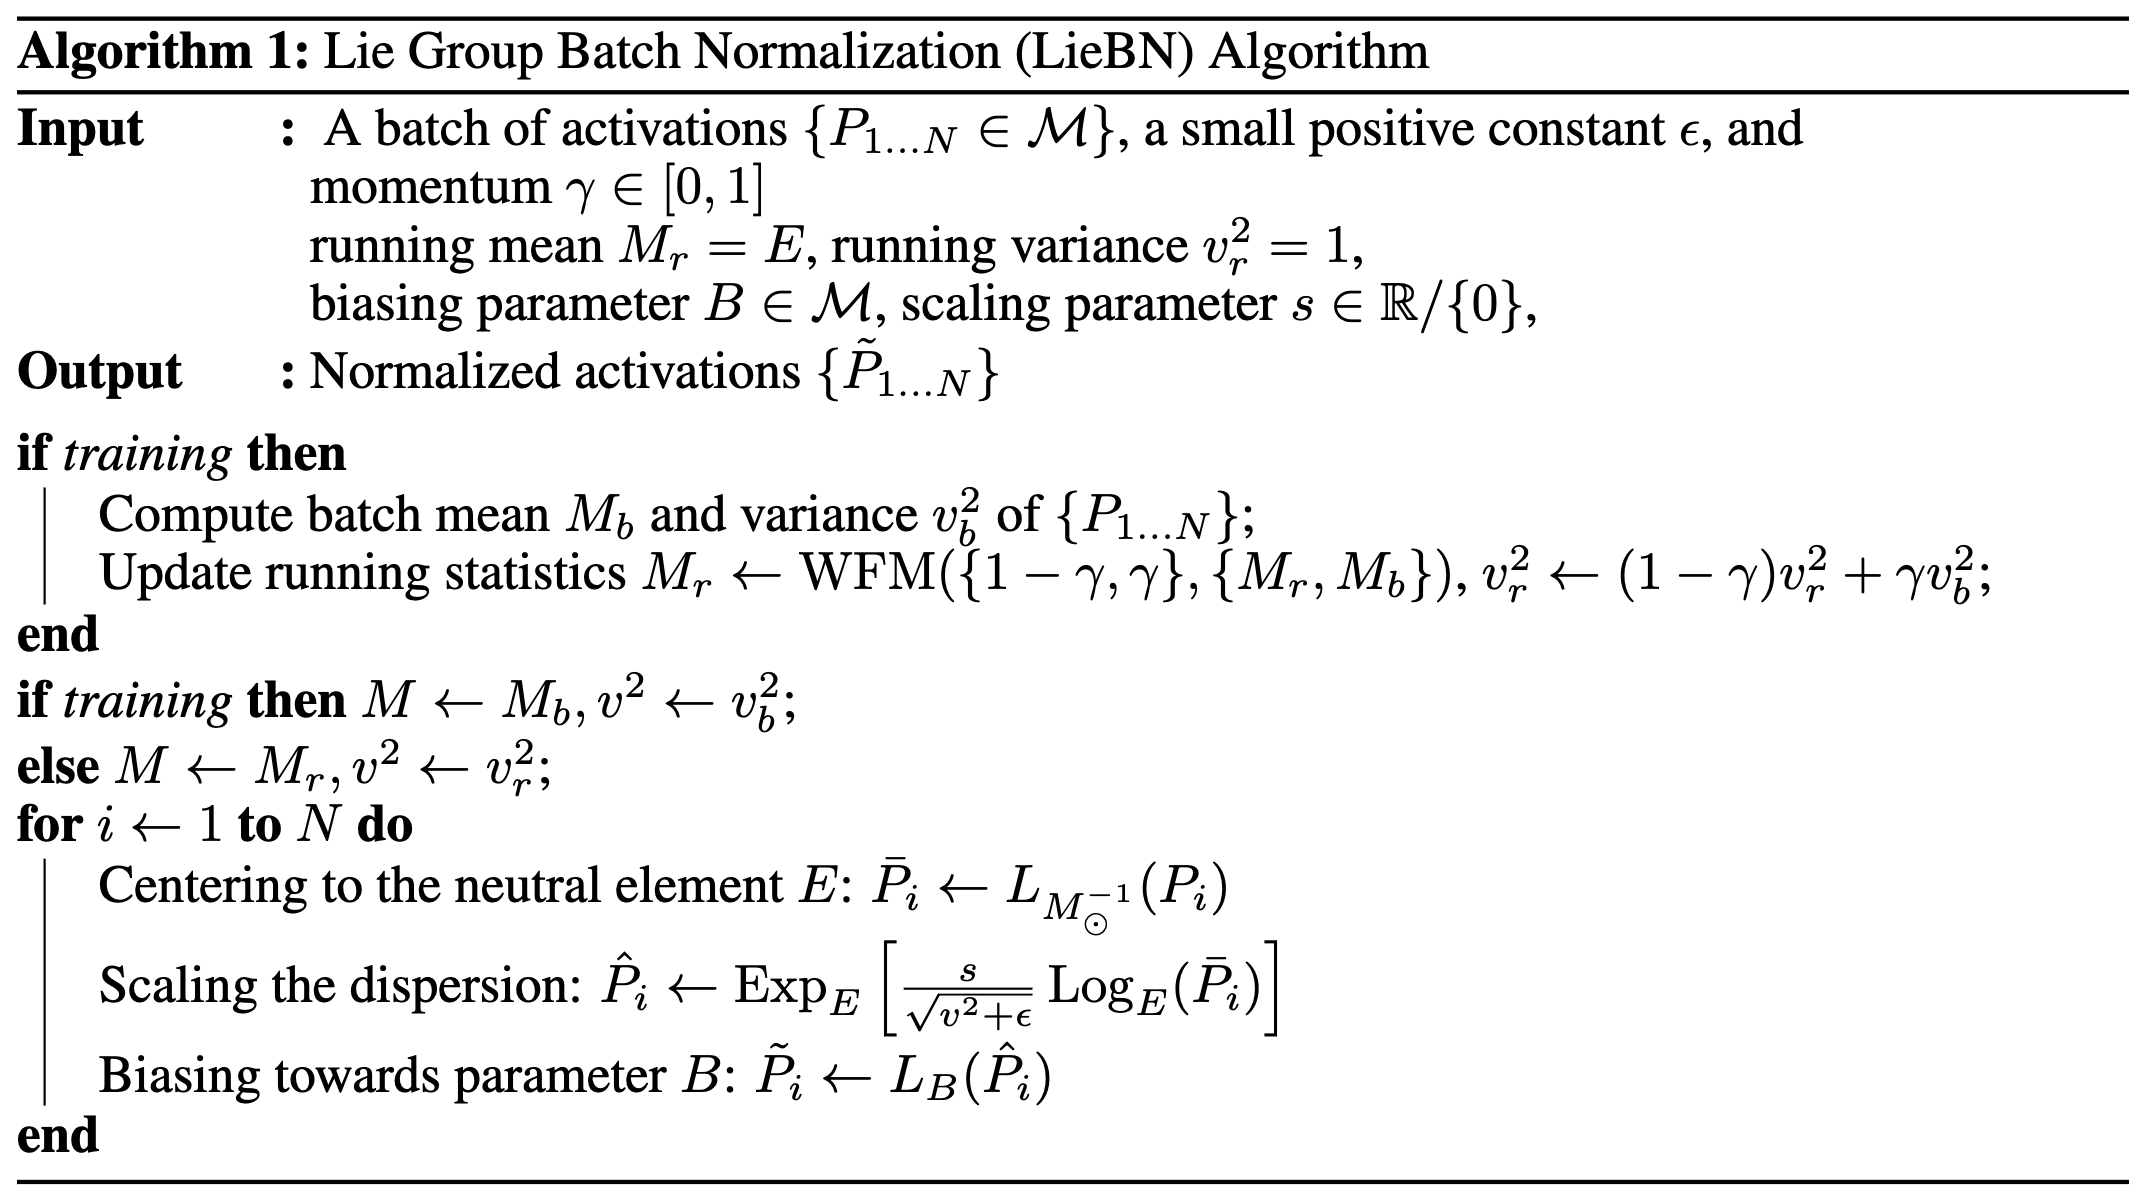 Algorithm 1: Lie Group Batch Normalization (LieBN) Algorithm
Input : A batch of activations $\{P_{1\ldots N} \in \mathcal{M}\}$, a small positive constant $\epsilon$, and
momentum $\gamma \in [0, 1]$
running mean $M_r = E$, running variance $v_r^2 = 1$,
biasing parameter $B \in \mathcal{M}$, scaling parameter $s \in \mathbb{R}/\{0\}$,
Output : Normalized activations $\{\tilde{P}_{1\ldots N}\}$
if training then
Compute batch mean $M_b$ and variance $v_b^2$ of $\{P_{1\ldots N}\}$;
Update running statistics $M_r \leftarrow \mathrm{WFM}(\{1 - \gamma, \gamma\}, \{M_r, M_b\})$, $v_r^2 \leftarrow (1 - \gamma)v_r^2 + \gamma v_b^2$;
end
if training then $M \leftarrow M_b, v^2 \leftarrow v_b^2$;
else $M \leftarrow M_r, v^2 \leftarrow v_r^2$;
for $i \leftarrow 1$ to $N$ do
Centering to the neutral element $E$: $\bar{P}_i \leftarrow L_{M_\odot^{-1}}(P_i)$
Scaling the dispersion: $\hat{P}_i \leftarrow \mathrm{Exp}_E \left[ \frac{s}{\sqrt{v^2+\epsilon}} \mathrm{Log}_E(\bar{P}_i) \right]$
Biasing towards parameter $B$: $\tilde{P}_i \leftarrow L_B(\hat{P}_i)$
end